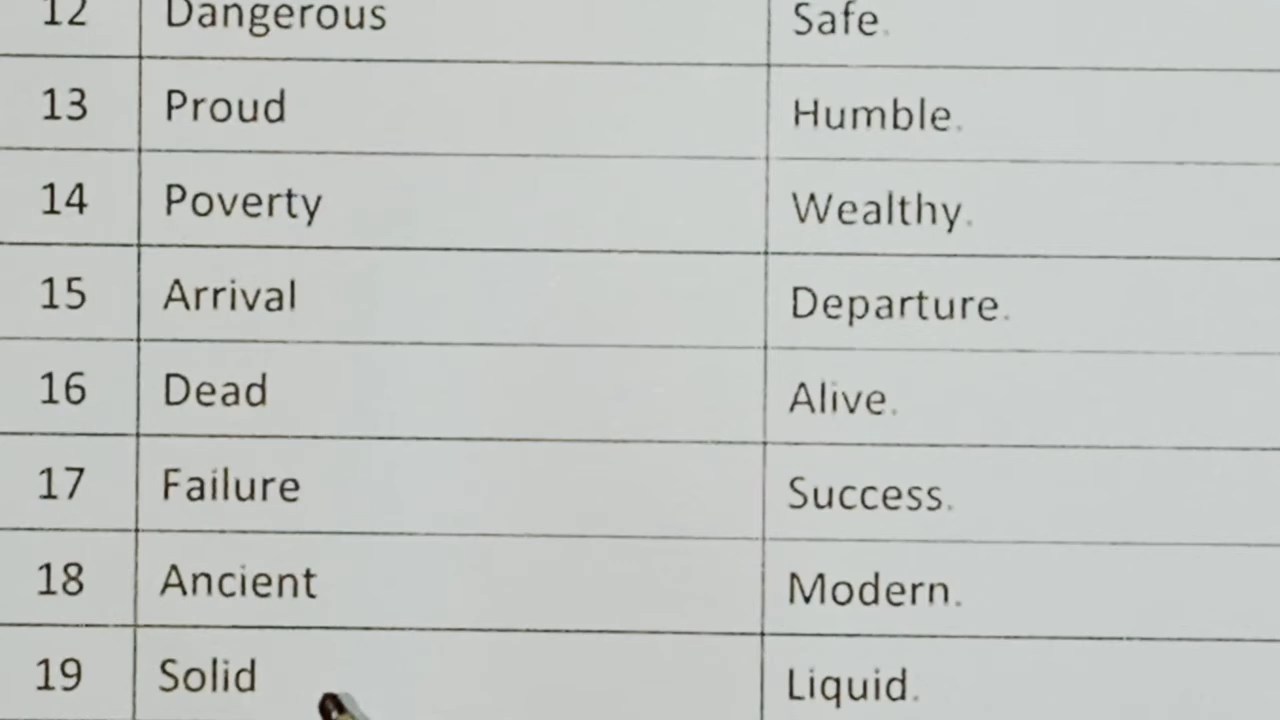 12 Dangerous Safe.
13 Proud Humble.
14 Poverty Wealthy.
15 Arrival Departure.
16 Dead Alive.
17 Failure Success.
18 Ancient Modern.
19 Solid Liquid.